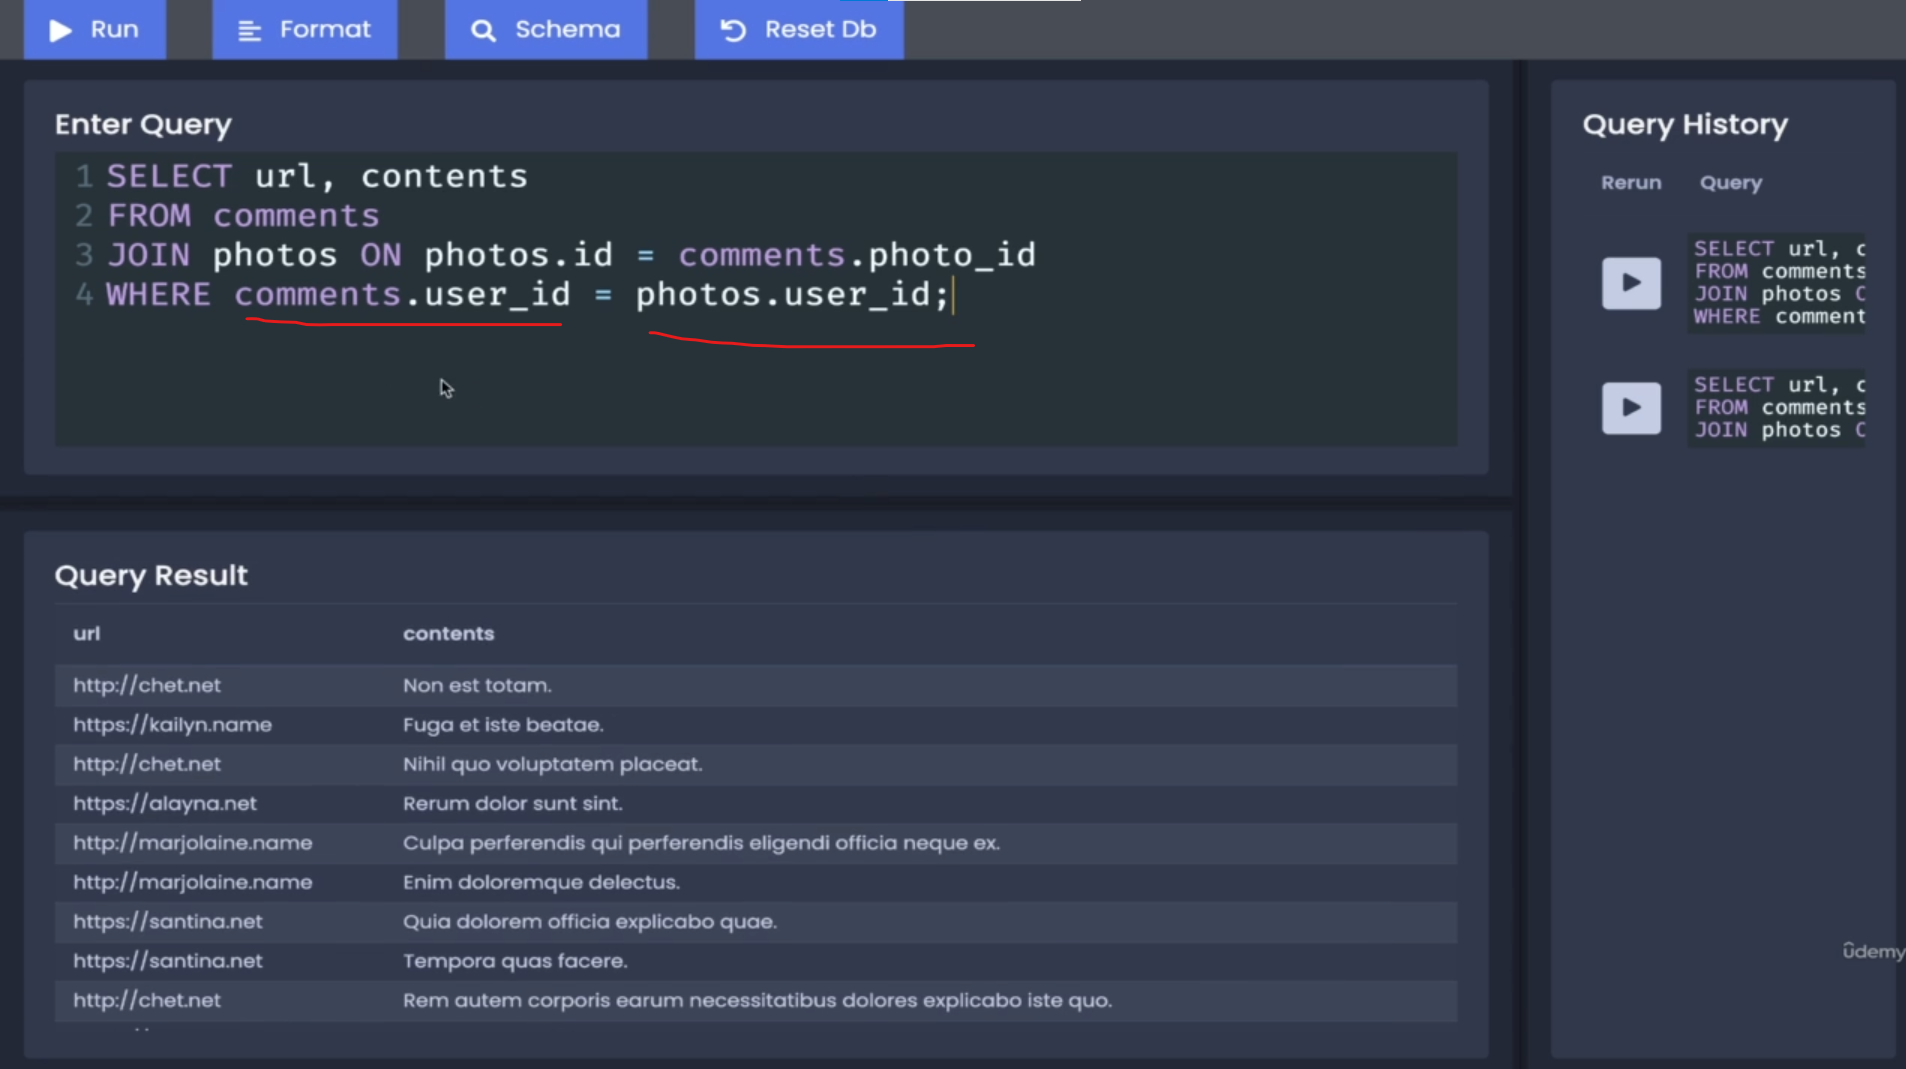 Run Format Schema Reset Db
Enter Query
1 SELECT url, contents
2 FROM comments
3 JOIN photos ON photos.id = comments.photo_id
4 WHERE comments.user_id = photos.user_id;
Query History
Rerun Query
SELECT url, c
FROM comments
JOIN photos O
WHERE comment
SELECT url, c
FROM comments
JOIN photos O
Query Result
url contents
http://chet.net Non est totam.
https://kailyn.name Fuga et iste beatae.
http://chet.net Nihil quo voluptatem placeat.
https://alayna.net Rerum dolor sunt sint.
http://marjolaine.name Culpa perferendis qui perferendis eligendi officia neque ex.
http://marjolaine.name Enim doloremque delectus.
https://santina.net Quia dolorem officia explicabo quae.
https://santina.net Tempora quas facere.
http://chet.net Rem autem corporis earum necessitatibus dolores explicabo iste quo.
udemy